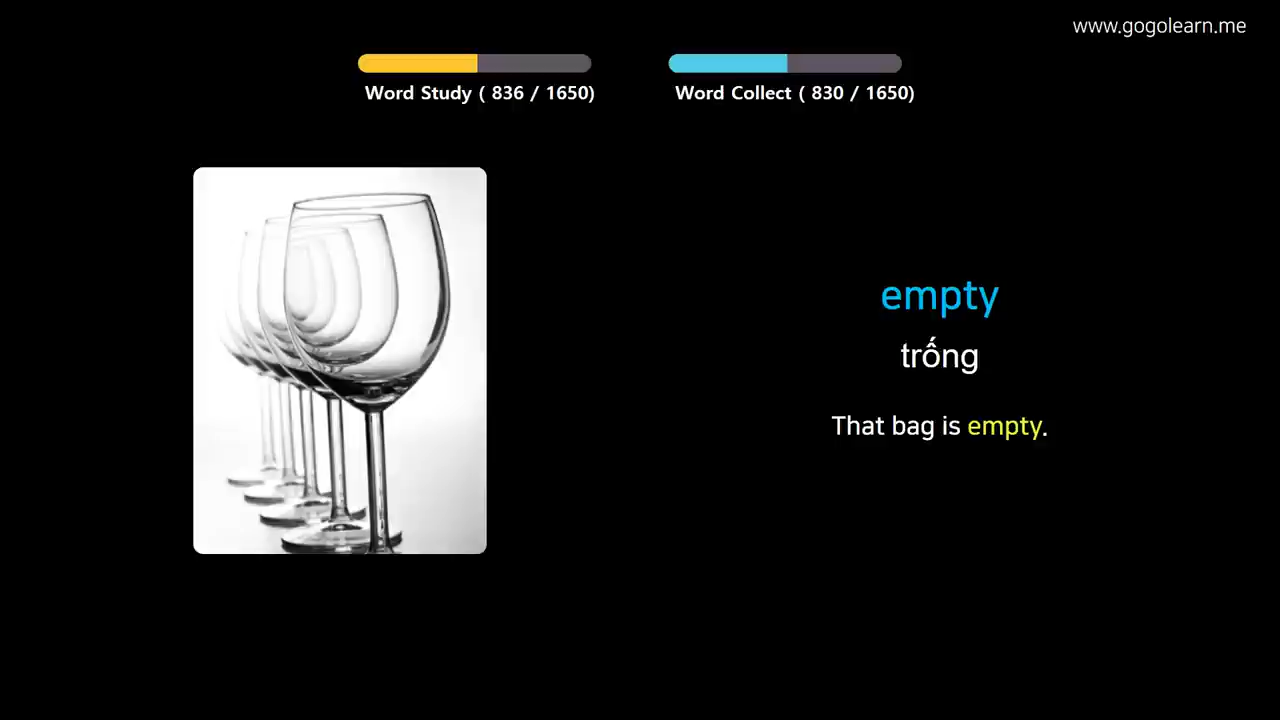 www.gogolearn.me
Word Study ( 836 / 1650)
Word Collect ( 830 / 1650)
empty
trống
That bag is empty.